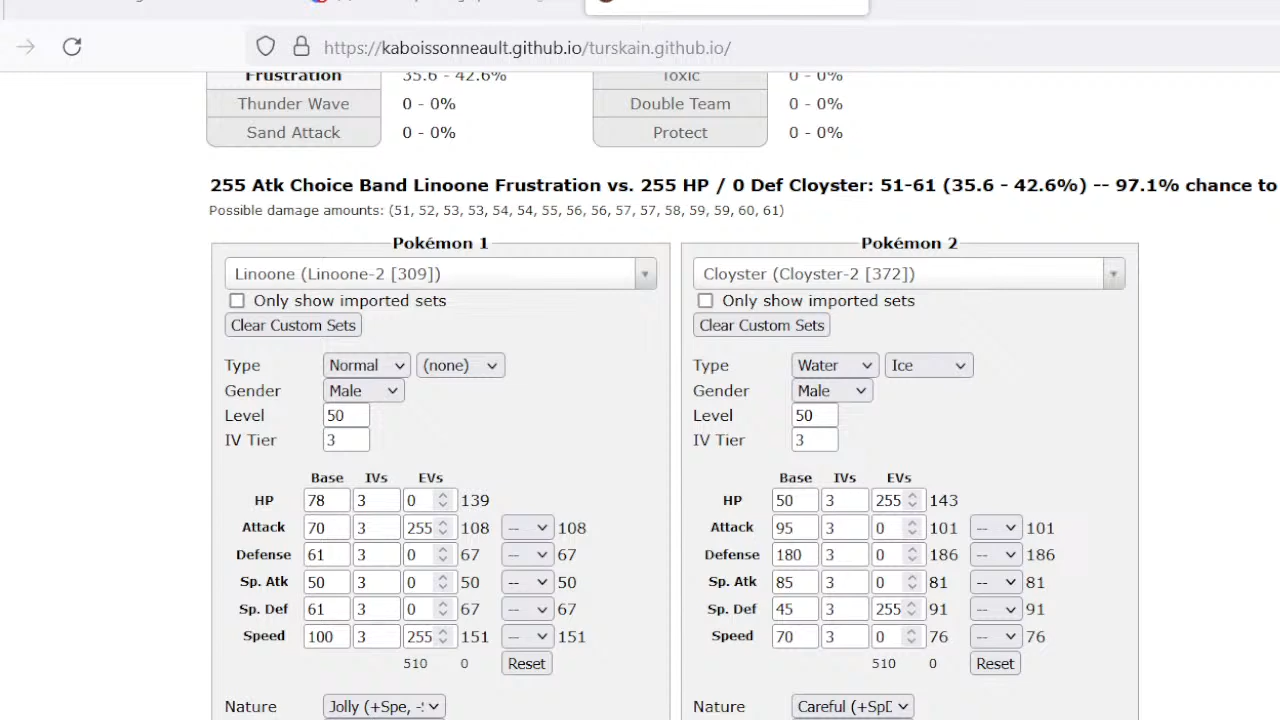 https://kaboissonneault.github.io/turskain.github.io/
Frustration 35.6 - 42.6% Toxic 0 - 0%
Thunder Wave 0 - 0% Double Team 0 - 0%
Sand Attack 0 - 0% Protect 0 - 0%
255 Atk Choice Band Linoone Frustration vs. 255 HP / 0 Def Cloyster: 51-61 (35.6 - 42.6%) -- 97.1% chance to
Possible damage amounts: (51, 52, 53, 53, 54, 54, 55, 56, 56, 57, 57, 58, 59, 59, 60, 61)
Pokémon 1
Linoone (Linoone-2 [309])
Only show imported sets
Clear Custom Sets
Type Normal (none)
Gender Male
Level 50
IV Tier 3
Base IVs EVs
HP 78 3 0 139
Attack 70 3 255 108 -- 108
Defense 61 3 0 67 -- 67
Sp. Atk 50 3 0 50 -- 50
Sp. Def 61 3 0 67 -- 67
Speed 100 3 255 151 -- 151
510 0 Reset
Nature Jolly (+Spe, -
Pokémon 2
Cloyster (Cloyster-2 [372])
Only show imported sets
Clear Custom Sets
Type Water Ice
Gender Male
Level 50
IV Tier 3
Base IVs EVs
HP 50 3 255 143
Attack 95 3 0 101 -- 101
Defense 180 3 0 186 -- 186
Sp. Atk 85 3 0 81 -- 81
Sp. Def 45 3 255 91 -- 91
Speed 70 3 0 76 -- 76
510 0 Reset
Nature Careful (+SpD